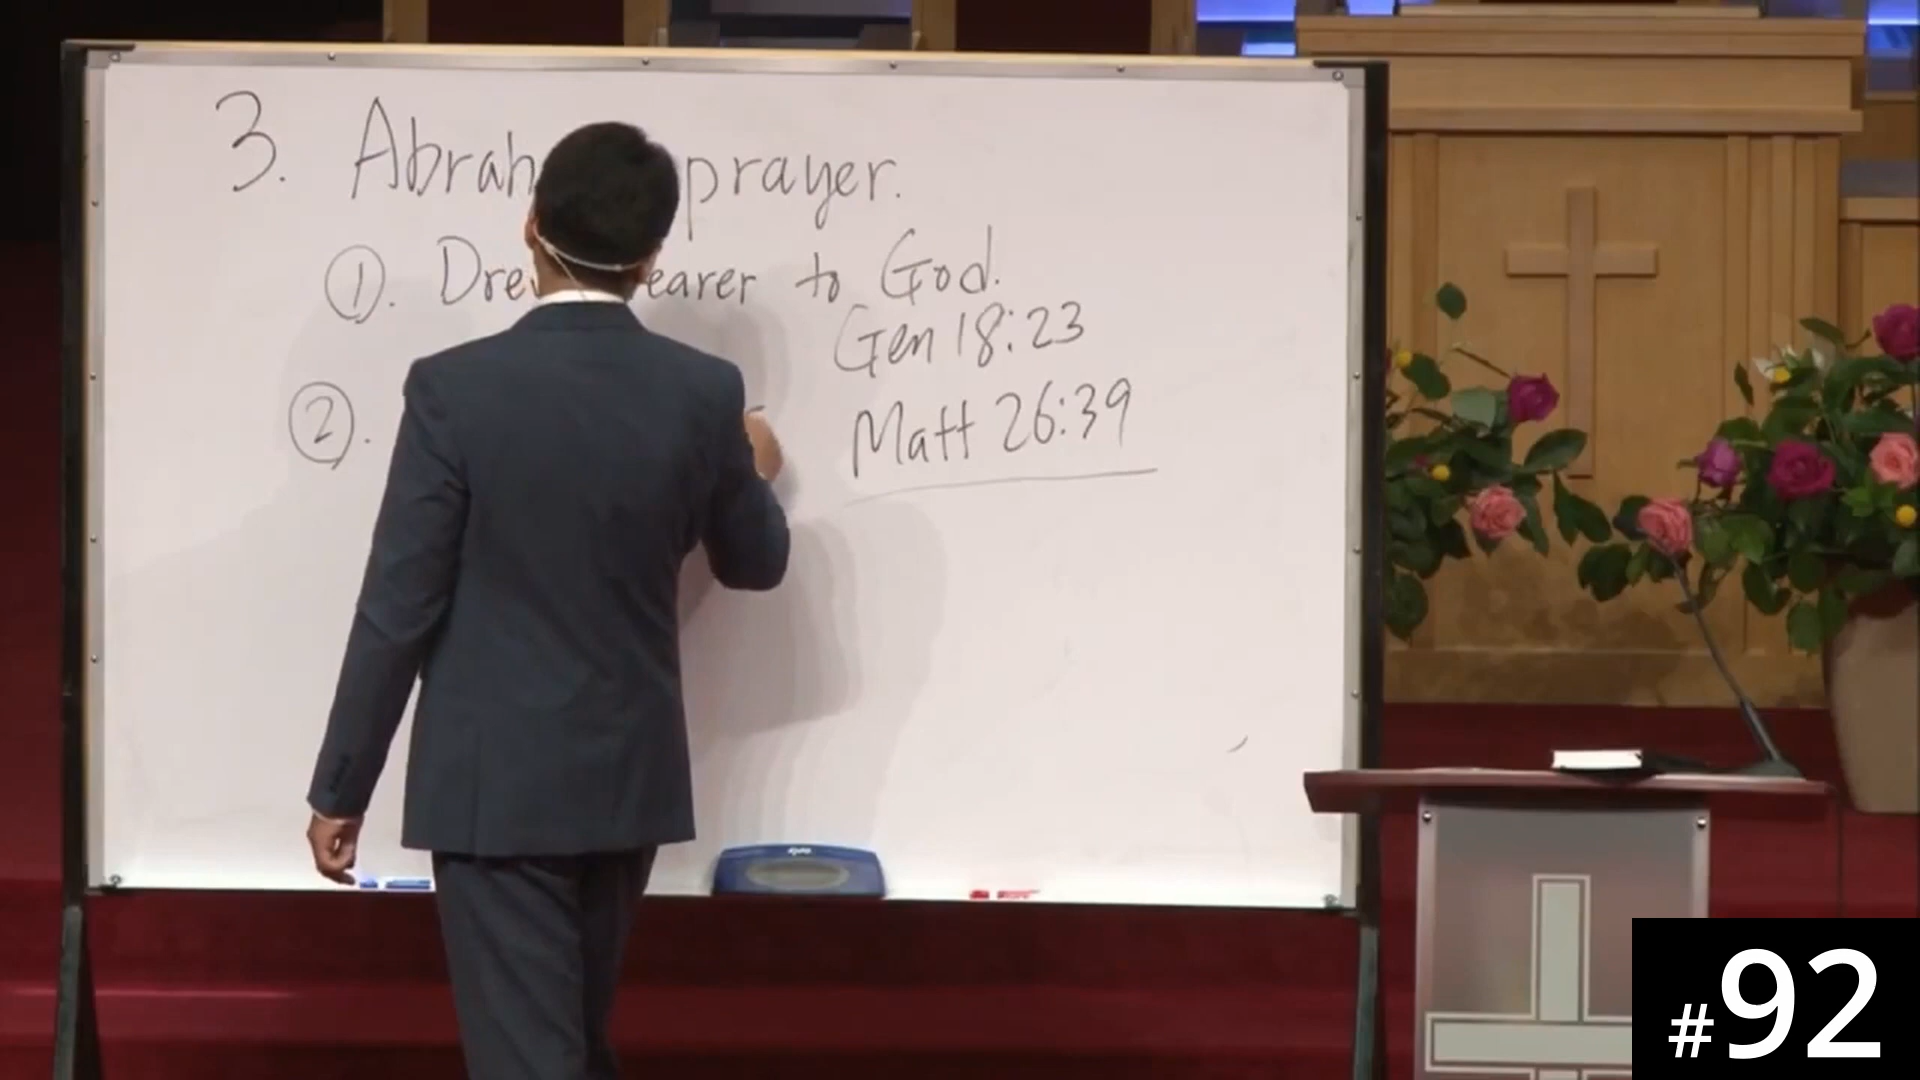 3. Abrah prayer.
①. Dre earer to God.
Gen 18:23
②.
Matt 26:39
#92